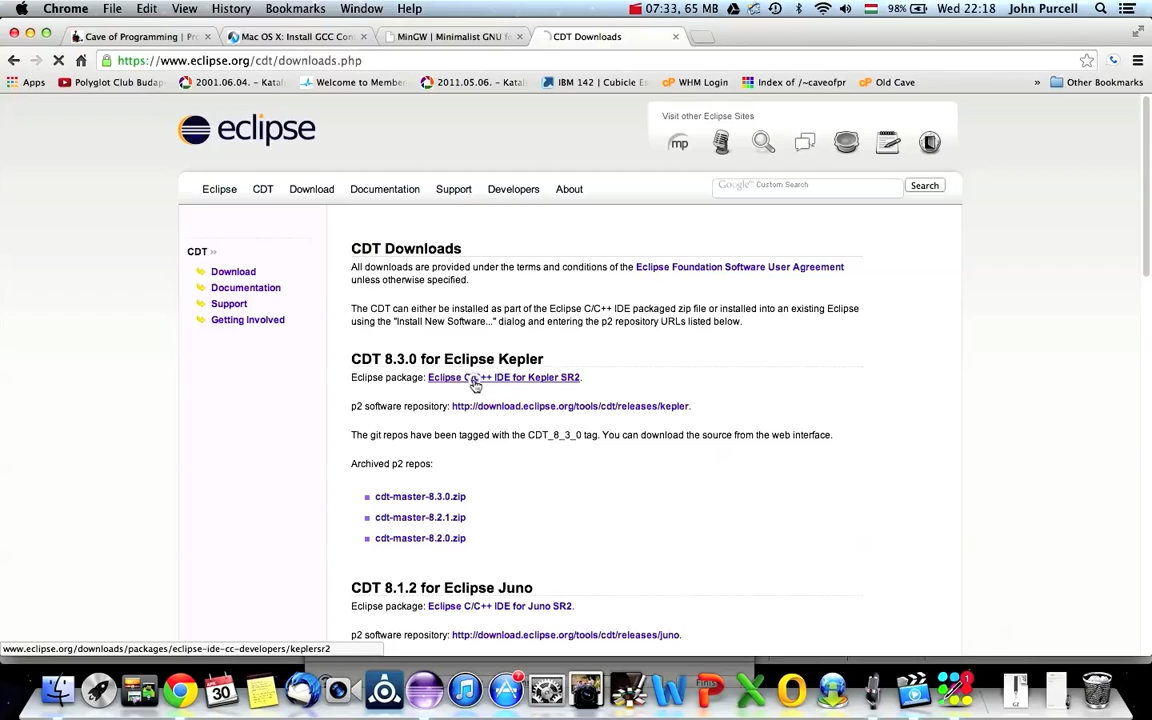 Chrome File Edit View History Bookmarks Window Help 07:33, 65 MB 98% Wed 22:18 John Purcell
Cave of Programming | Pr Mac OS X: Install GCC Com MinGW | Minimalist GNU fo CDT Downloads
https://www.eclipse.org/cdt/downloads.php
Apps Polyglot Club Budap 2001.06.04. - Katali Welcome to Member 2011.05.06. - Katali IBM 142 | Cubicle Es WHM Login Index of /~caveofpr Old Cave » Other Bookmarks
eclipse
Visit other Eclipse Sites
mp
Eclipse CDT Download Documentation Support Developers About
Google™ Custom Search Search
CDT »
Download
Documentation
Support
Getting Involved
CDT Downloads
All downloads are provided under the terms and conditions of the Eclipse Foundation Software User Agreement
unless otherwise specified.
The CDT can either be installed as part of the Eclipse C/C++ IDE packaged zip file or installed into an existing Eclipse
using the "Install New Software..." dialog and entering the p2 repository URLs listed below.
CDT 8.3.0 for Eclipse Kepler
Eclipse package: Eclipse C/C++ IDE for Kepler SR2.
p2 software repository: http://download.eclipse.org/tools/cdt/releases/kepler.
The git repos have been tagged with the CDT_8_3_0 tag. You can download the source from the web interface.
Archived p2 repos:
cdt-master-8.3.0.zip
cdt-master-8.2.1.zip
cdt-master-8.2.0.zip
CDT 8.1.2 for Eclipse Juno
Eclipse package: Eclipse C/C++ IDE for Juno SR2.
p2 software repository: http://download.eclipse.org/tools/cdt/releases/juno.
www.eclipse.org/downloads/packages/eclipse-ide-cc-developers/keplersr2
APR
30